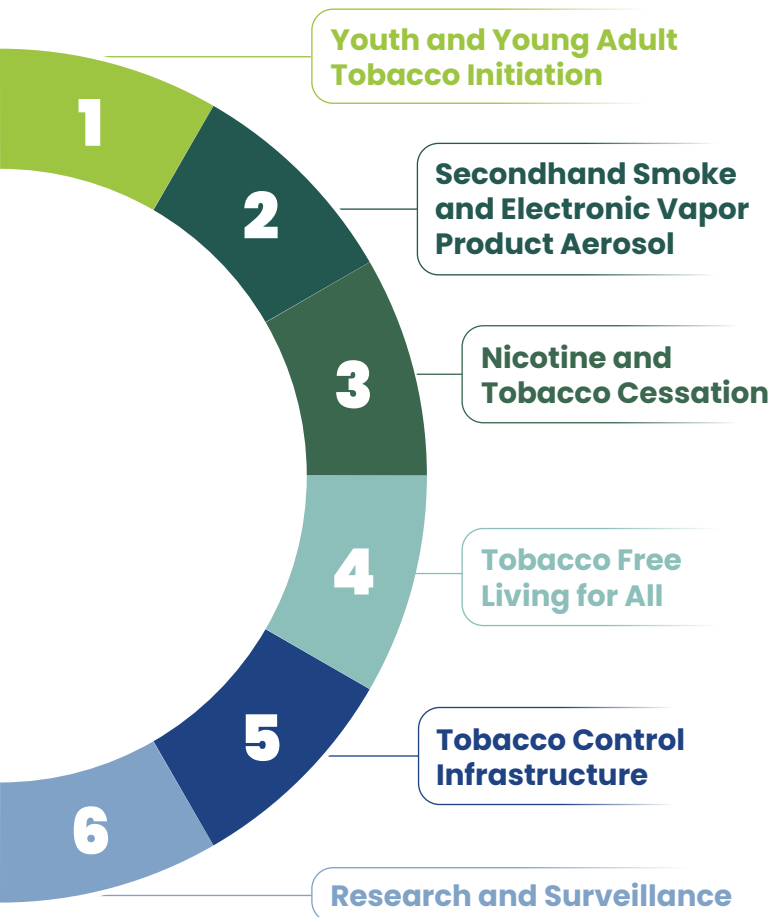 1
Youth and Young Adult
Tobacco Initiation
2
Secondhand Smoke
and Electronic Vapor
Product Aerosol
3
Nicotine and
Tobacco Cessation
4
Tobacco Free
Living for All
5
Tobacco Control
Infrastructure
6
Research and Surveillance